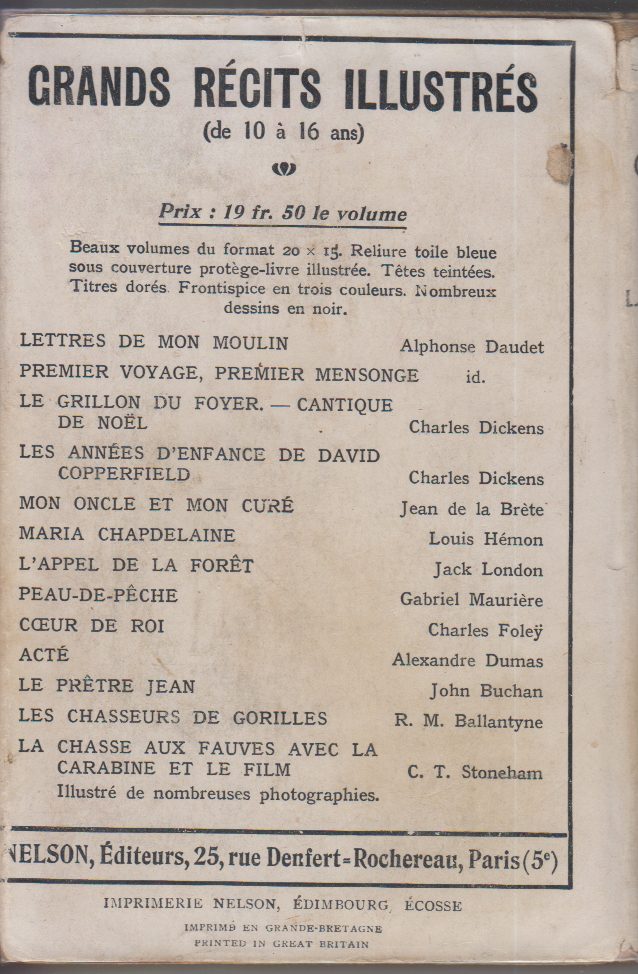 GRANDS RÉCITS ILLUSTRÉS
(de 10 à 16 ans)
Prix : 19 fr. 50 le volume
Beaux volumes du format 20 × 15. Reliure toile bleue
sous couverture protège-livre illustrée. Têtes teintées.
Titres dorés. Frontispice en trois couleurs. Nombreux
dessins en noir.
LETTRES DE MON MOULIN Alphonse Daudet
PREMIER VOYAGE, PREMIER MENSONGE id.
LE GRILLON DU FOYER. — CANTIQUE
DE NOËL Charles Dickens
LES ANNÉES D'ENFANCE DE DAVID
COPPERFIELD Charles Dickens
MON ONCLE ET MON CURÉ Jean de la Brète
MARIA CHAPDELAINE Louis Hémon
L'APPEL DE LA FORÊT Jack London
PEAU-DE-PÊCHE Gabriel Maurière
CŒUR DE ROI Charles Foleÿ
ACTÉ Alexandre Dumas
LE PRÊTRE JEAN John Buchan
LES CHASSEURS DE GORILLES R. M. Ballantyne
LA CHASSE AUX FAUVES AVEC LA
CARABINE ET LE FILM C. T. Stoneham
Illustré de nombreuses photographies.
NELSON, Éditeurs, 25, rue Denfert-Rochereau, Paris (5e)
IMPRIMERIE NELSON, ÉDIMBOURG, ÉCOSSE
IMPRIMÉ EN GRANDE-BRETAGNE
PRINTED IN GREAT BRITAIN